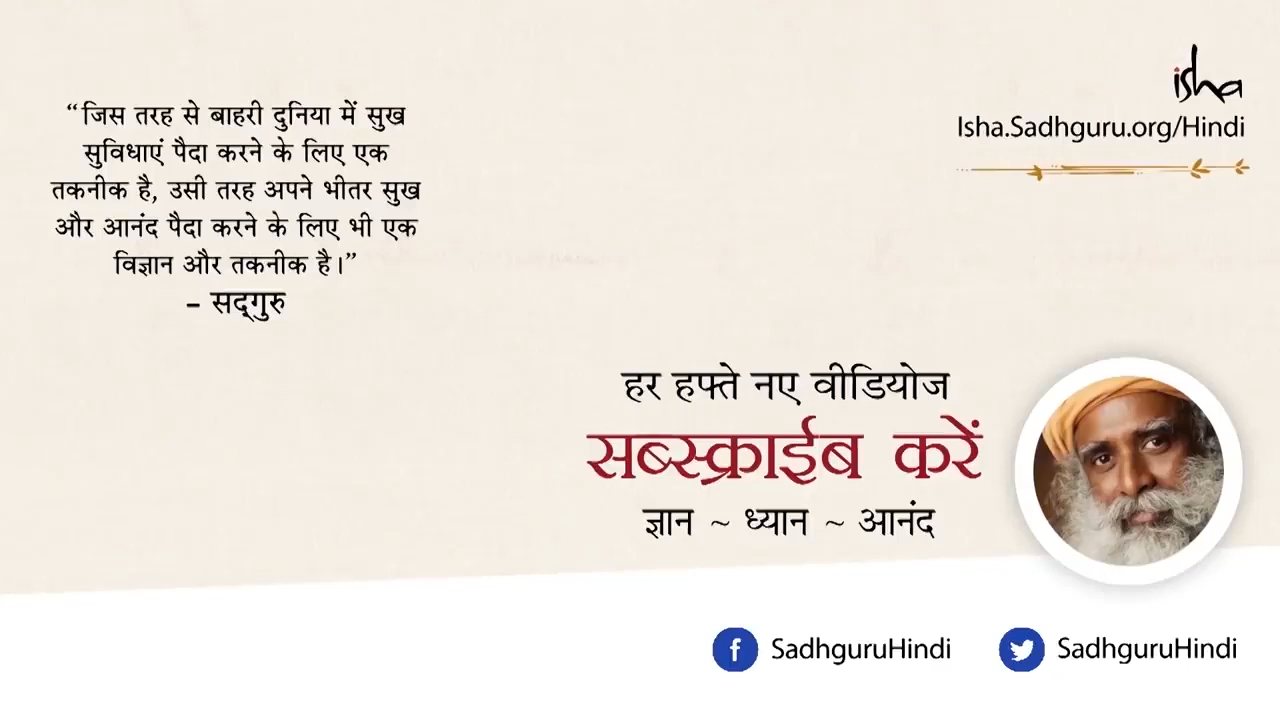 “जिस तरह से बाहरी दुनिया में सुख
सुविधाएं पैदा करने के लिए एक
तकनीक है, उसी तरह अपने भीतर सुख
और आनंद पैदा करने के लिए भी एक
विज्ञान और तकनीक है।”
– सद्गुरु
isha
Isha.Sadhguru.org/Hindi
हर हफ्ते नए वीडियोज
सब्स्क्राईब करें
ज्ञान ~ ध्यान ~ आनंद
f SadhguruHindi
SadhguruHindi